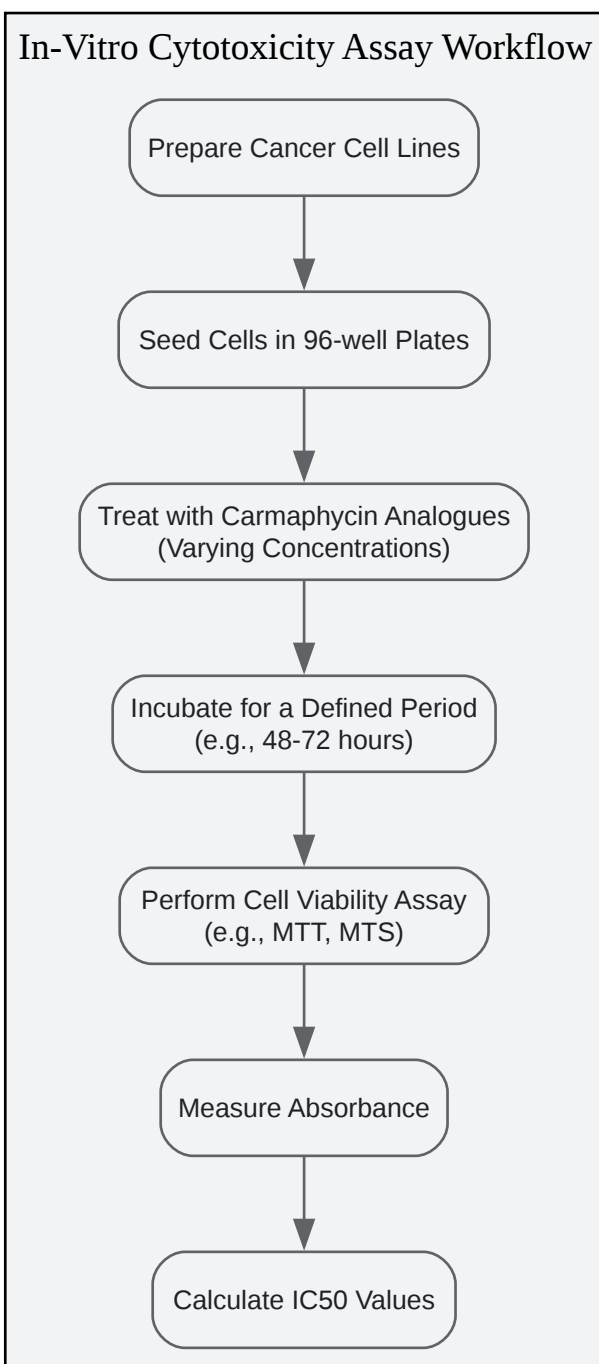 In-Vitro Cytotoxicity Assay Workflow
Prepare Cancer Cell Lines
Seed Cells in 96-well Plates
Treat with Carmaphycin Analogues
(Varying Concentrations)
Incubate for a Defined Period
(e.g., 48-72 hours)
Perform Cell Viability Assay
(e.g., MTT, MTS)
Measure Absorbance
Calculate IC50 Values